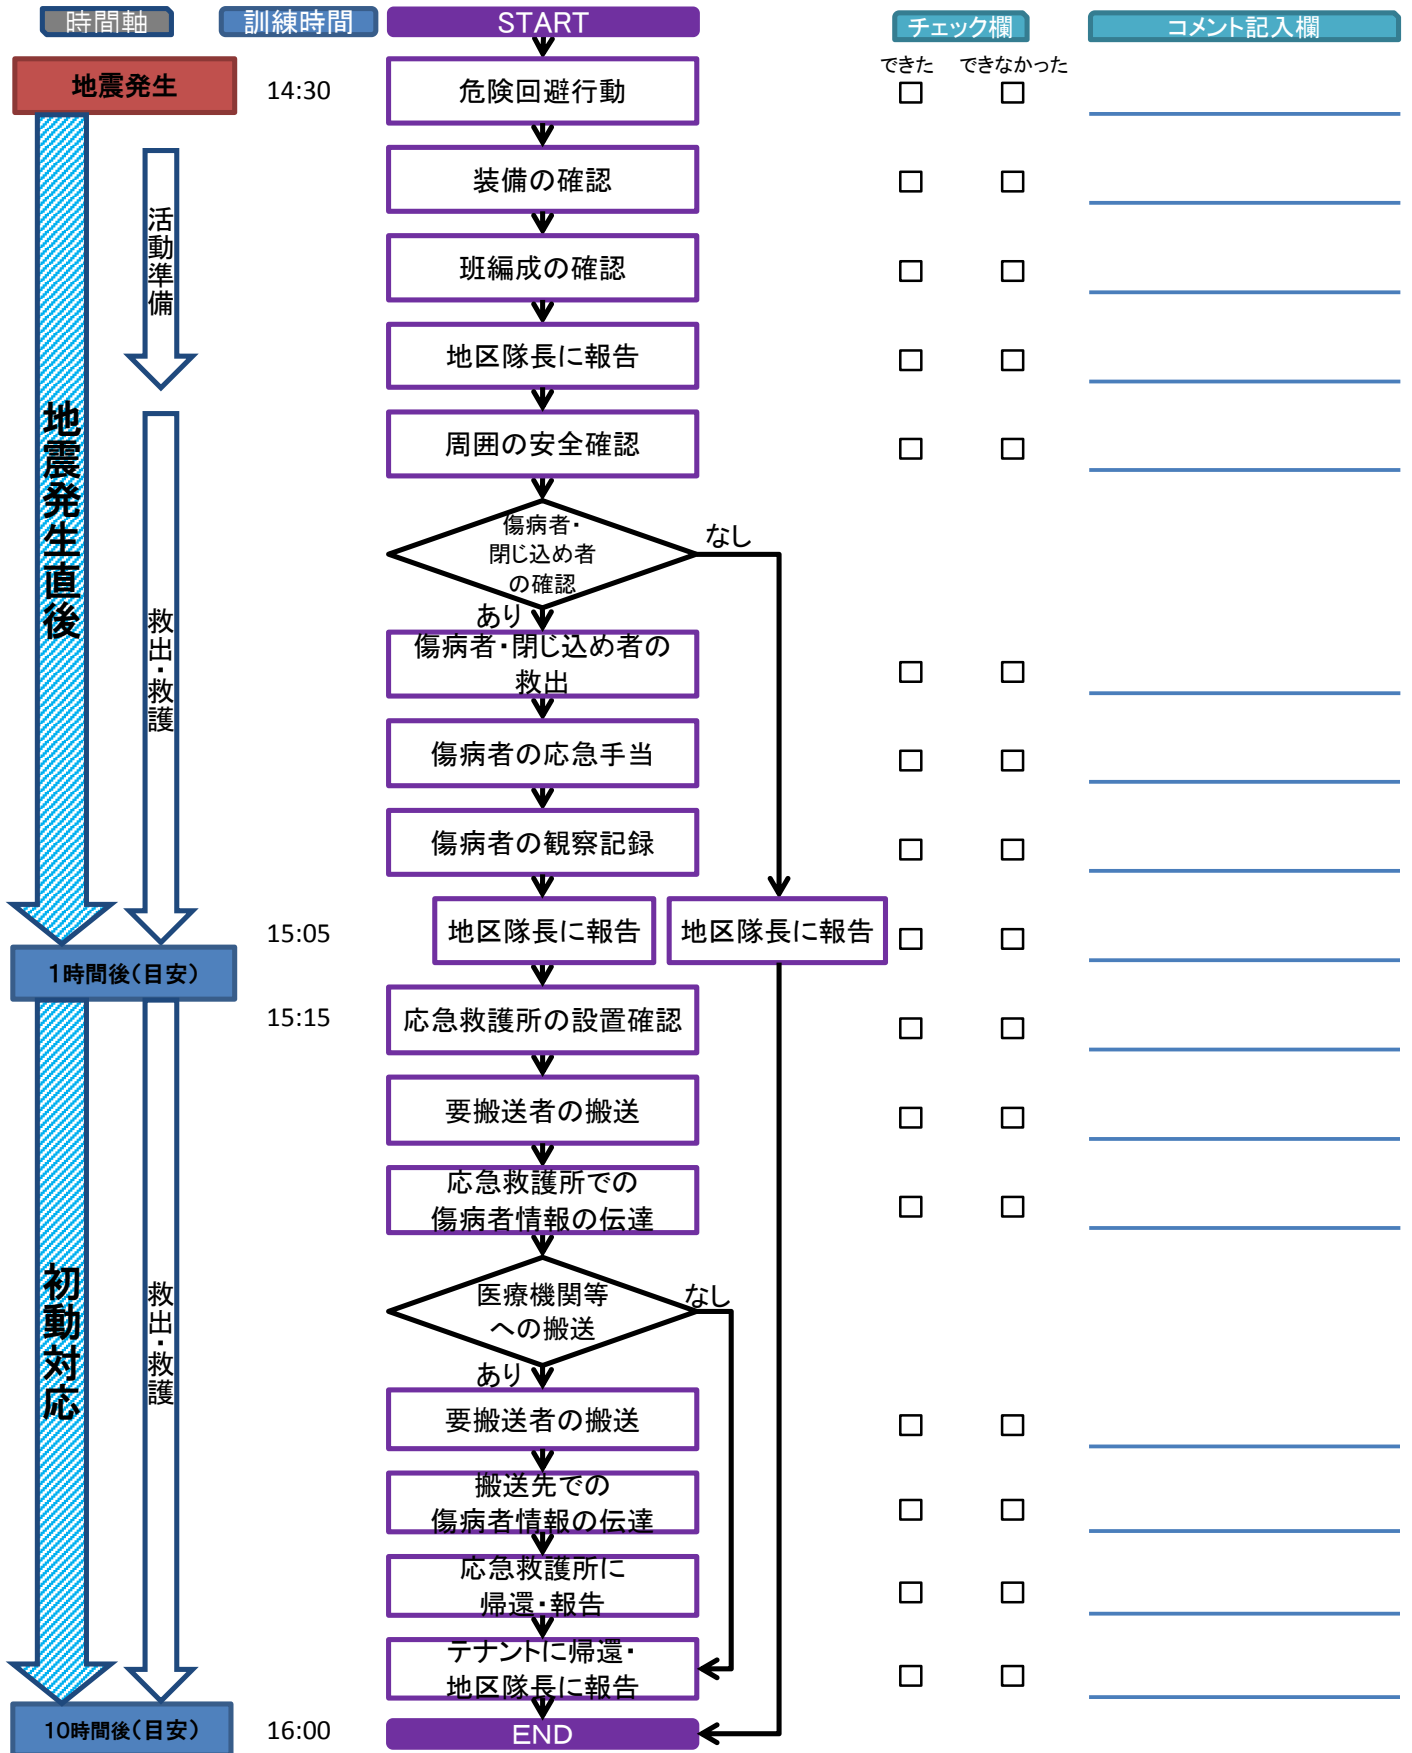 時間軸
訓練時間
START
チェック欄
コメント記入欄
できた
できなかった
地震発生
14:30
危険回避行動
装備の確認
活動準備
班編成の確認
地区隊長に報告
地震発生直後
周囲の安全確認
傷病者・
閉じ込め者
の確認
なし
あり
救出・救護
傷病者・閉じ込め者の
救出
傷病者の応急手当
傷病者の観察記録
15:05
地区隊長に報告
地区隊長に報告
1時間後(目安)
15:15
応急救護所の設置確認
要搬送者の搬送
応急救護所での
傷病者情報の伝達
初動対応
救出・救護
医療機関等
への搬送
なし
あり
要搬送者の搬送
搬送先での
傷病者情報の伝達
応急救護所に
帰還・報告
テナントに帰還・
地区隊長に報告
10時間後(目安)
16:00
END